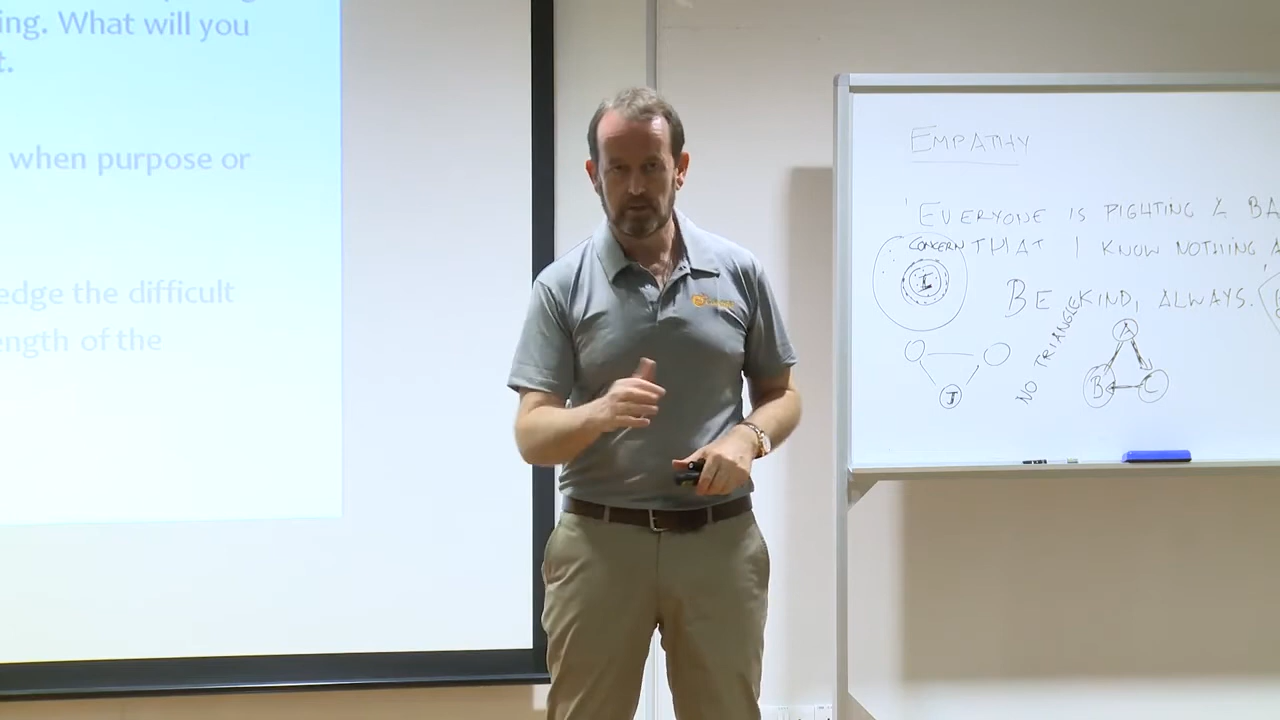 ing. What will you
t.
when purpose or
edge the difficult
ength of the
EMPATHY
'EVERYONE IS FIGHTING A BA
CONCERN THAT I KNOW NOTHING A
I
BE KIND, ALWAYS.
NO TRIANGLE
A
B C
I